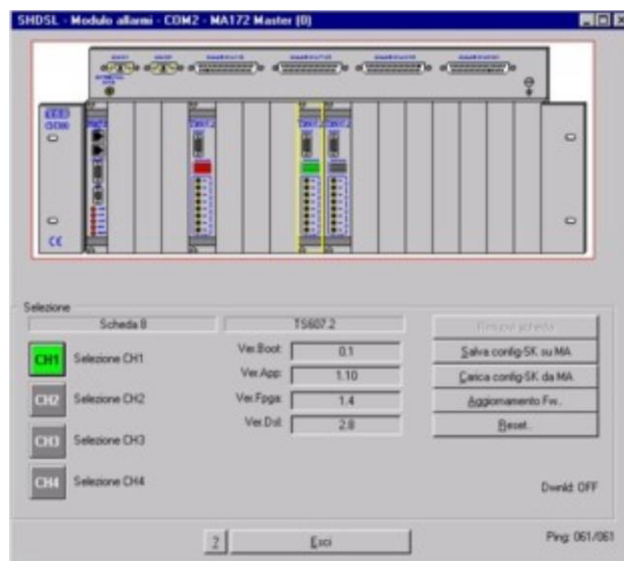 SHDSL - Modulo allarmi - COM2 - MA172 Master (0)
CE
Selezione
Scheda 8
TS607.2
CH1 Selezione CH1
CH2 Selezione CH2
CH3 Selezione CH3
CH4 Selezione CH4
Ver.Boot: 0.1
Ver.App: 1.10
Ver.Fpga: 1.4
Ver.Dsl: 2.8
Rimuovi scheda
Salva config-SK su MA
Carica config-SK da MA
Aggiornamento Fw..
Reset..
Dwnld: OFF
? Esci
Ping: 061/061